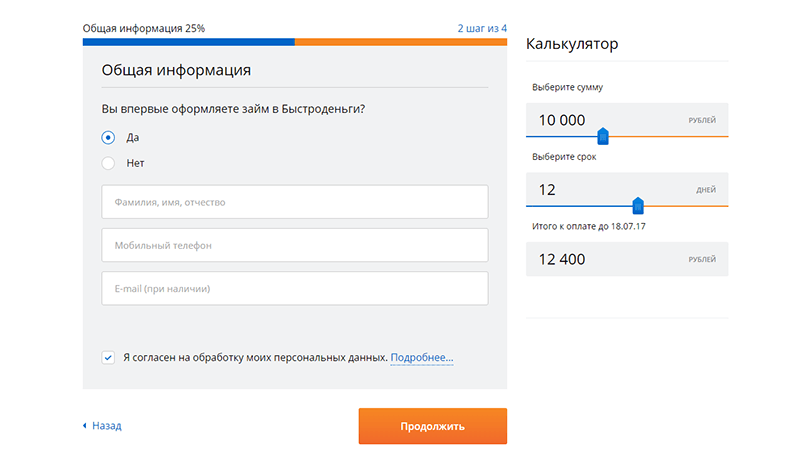 Общая информация 25%
2 шаг из 4
Общая информация
Вы впервые оформляете займ в Быстроденьги?
Да
Нет
Фамилия, имя, отчество
Мобильный телефон
E-mail (при наличии)
Я согласен на обработку моих персональных данных. Подробнее...
Назад
Продолжить
Калькулятор
Выберите сумму
10 000 РУБЛЕЙ
Выберите срок
12 ДНЕЙ
Итого к оплате до 18.07.17
12 400 РУБЛЕЙ